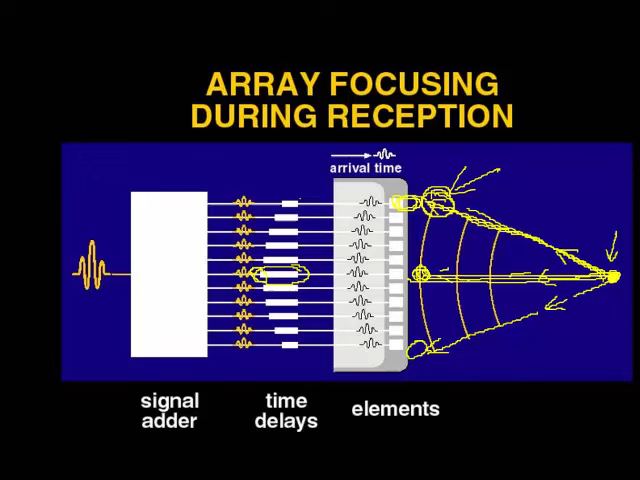 ARRAY FOCUSING
DURING RECEPTION
arrival time
signal
adder
time
delays
elements